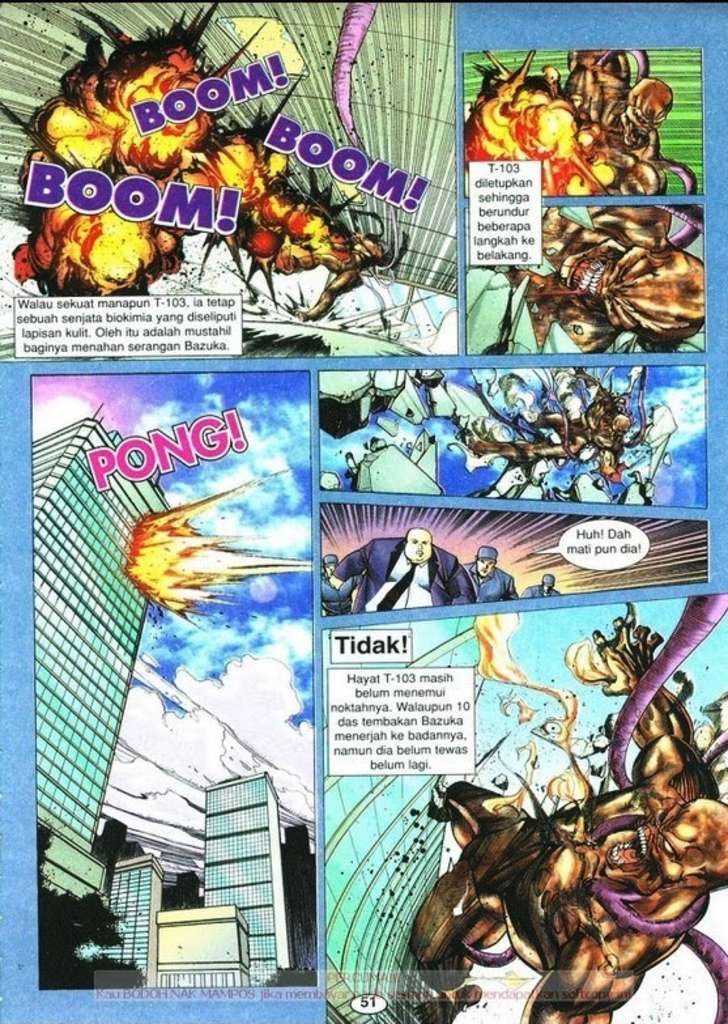 BOOM!
BOOM!
BOOM!
Walau sekuat manapun T-103, ia tetap
sebuah senjata biokimia yang diseliputi
lapisan kulit. Oleh itu adalah mustahil
baginya menahan serangan Bazuka.
T-103
diletupkan
sehingga
berundur
beberapa
langkah ke
belakang.
PONG!
Huh! Dah
mati pun dia!
Tidak!
Hayat T-103 masih
belum menemui
noktahnya. Walaupun 10
das tembakan Bazuka
menerjah ke badannya,
namun dia belum tewas
belum lagi.
Kau BODOH NAK MAMPOS jika
51